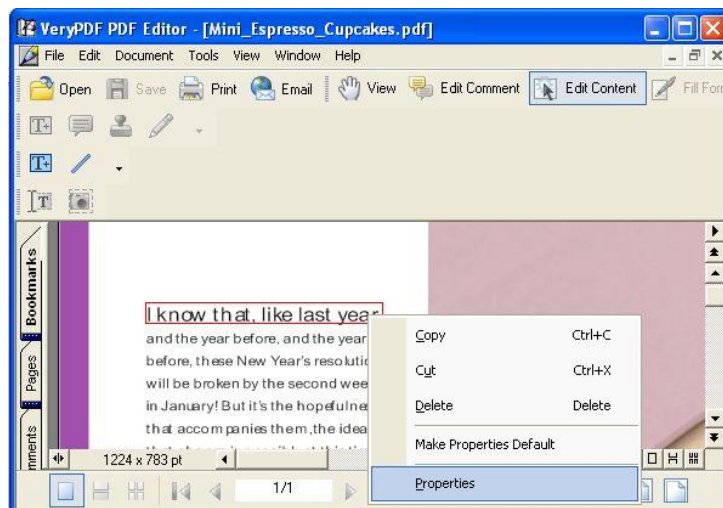 VeryPDF PDF Editor - [Mini_Espresso_Cupcakes.pdf]
File Edit Document Tools View Window Help
Open Save Print Email View Edit Comment Edit Content Fill For
Bookmarks
Pages
mments
I know that, like last year
and the year before, and the year
before, these New Year's resolutio
will be broken by the second wee
in January! But it's the hopefulne
that accompanies them, the idea
Copy Ctrl+C
Cut Ctrl+X
Delete Delete
Make Properties Default
Properties
1224 x 783 pt
1/1